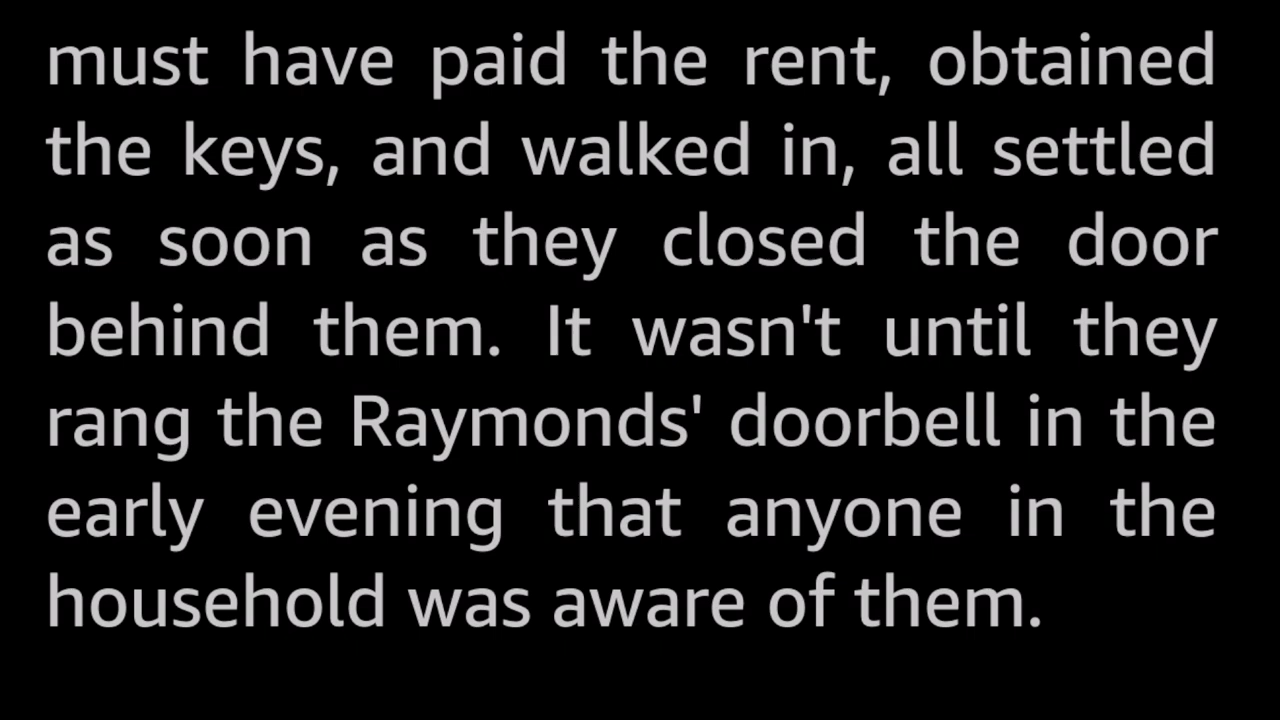 must have paid the rent, obtained
the keys, and walked in, all settled
as soon as they closed the door
behind them. It wasn't until they
rang the Raymonds' doorbell in the
early evening that anyone in the
household was aware of them.